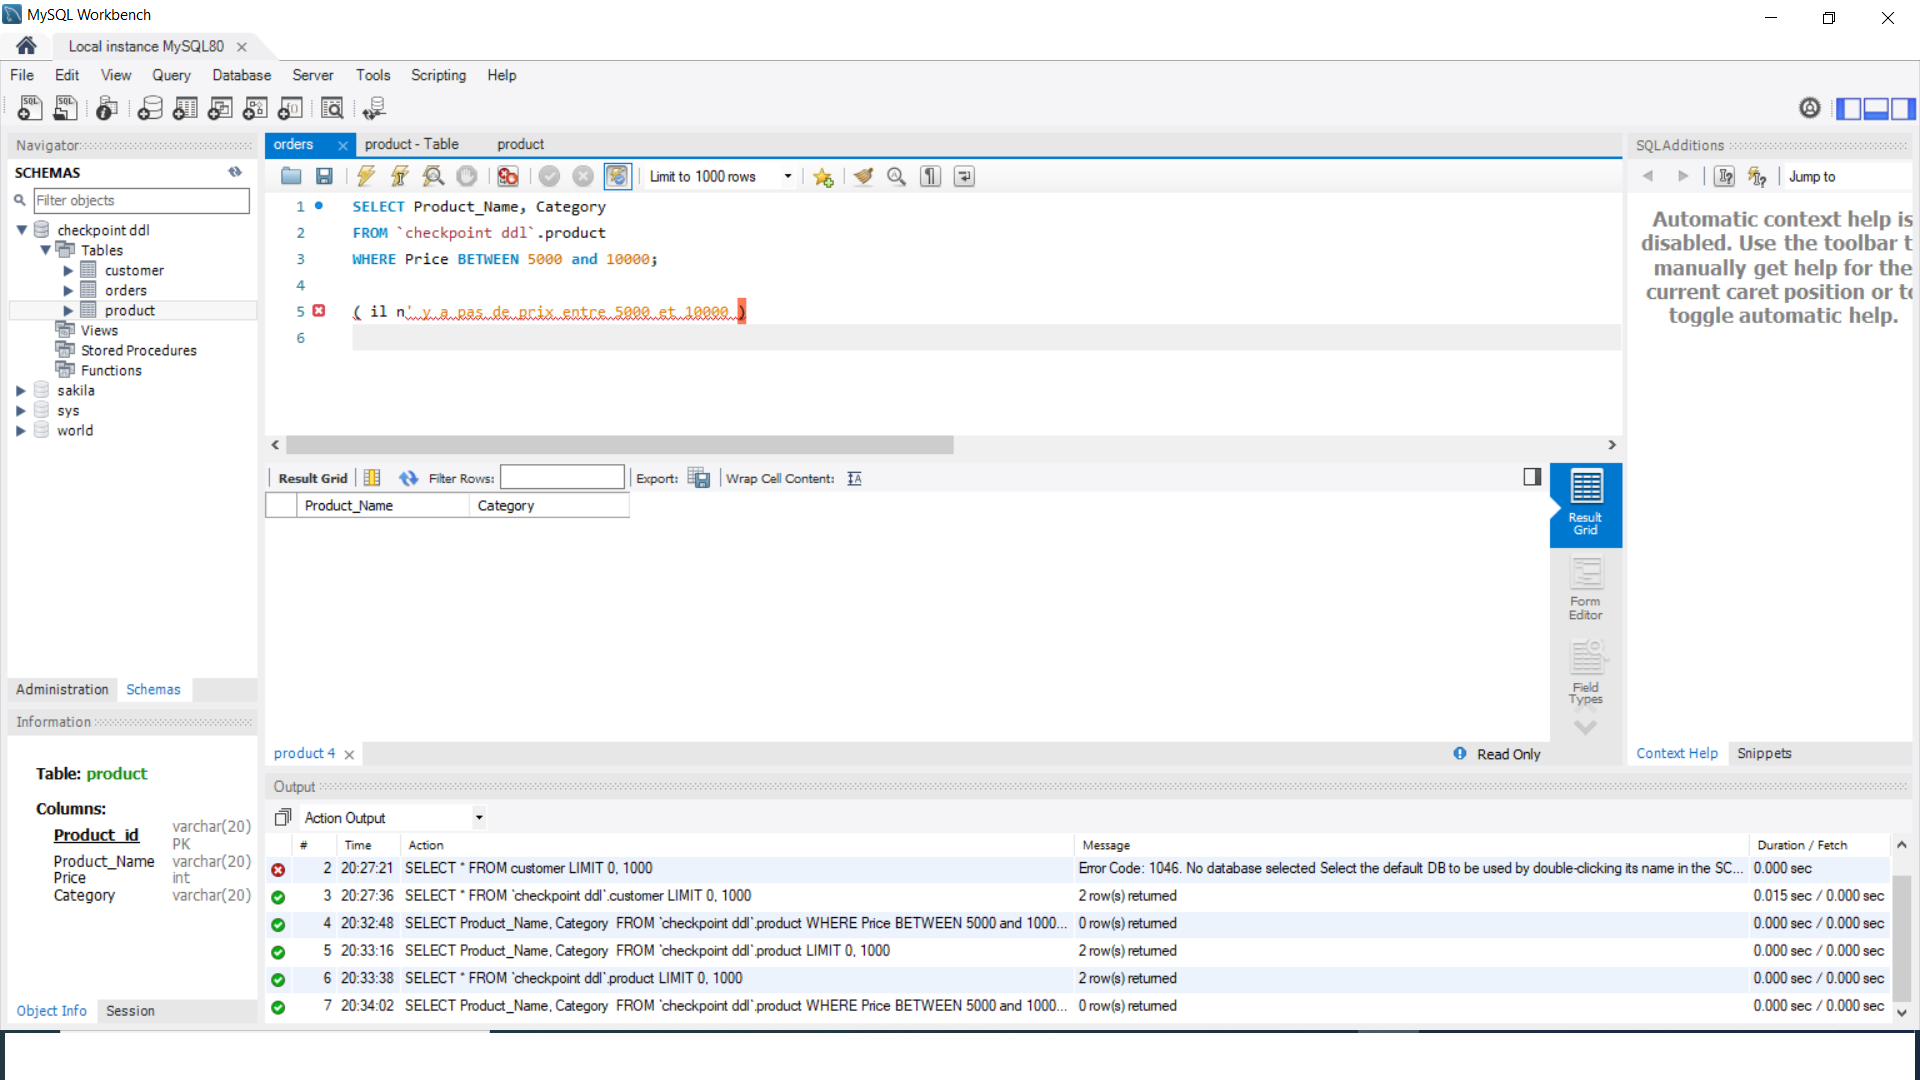 MySQL Workbench
Local instance MySQL80
File Edit View Query Database Server Tools Scripting Help
Navigator
SCHEMAS
Filter objects
checkpoint ddl
Tables
customer
orders
product
Views
Stored Procedures
Functions
sakila
sys
world
Administration Schemas
Information
Table: product
Columns:
Product_id varchar(20) PK
Product_Name varchar(20)
Price int
Category varchar(20)
Object Info Session
orders product - Table product
Limit to 1000 rows
1 SELECT Product_Name, Category
2 FROM `checkpoint ddl`.product
3 WHERE Price BETWEEN 5000 and 10000;
4
5 ( il n' y a pas de prix entre 5000 et 10000 )
6
Result Grid Filter Rows: Export: Wrap Cell Content:
Product_Name Category
Result Grid
Form Editor
Field Types
product 4 Read Only
SQLAdditions
Jump to
Automatic context help is
disabled. Use the toolbar t
manually get help for the
current caret position or to
toggle automatic help.
Context Help Snippets
Output
Action Output
# Time Action Message Duration / Fetch
2 20:27:21 SELECT * FROM customer LIMIT 0, 1000 Error Code: 1046. No database selected Select the default DB to be used by double-clicking its name in the SC... 0.000 sec
3 20:27:36 SELECT * FROM `checkpoint ddl`.customer LIMIT 0, 1000 2 row(s) returned 0.015 sec / 0.000 sec
4 20:32:48 SELECT Product_Name, Category FROM `checkpoint ddl`.product WHERE Price BETWEEN 5000 and 1000... 0 row(s) returned 0.000 sec / 0.000 sec
5 20:33:16 SELECT Product_Name, Category FROM `checkpoint ddl`.product LIMIT 0, 1000 2 row(s) returned 0.000 sec / 0.000 sec
6 20:33:38 SELECT * FROM `checkpoint ddl`.product LIMIT 0, 1000 2 row(s) returned 0.000 sec / 0.000 sec
7 20:34:02 SELECT Product_Name, Category FROM `checkpoint ddl`.product WHERE Price BETWEEN 5000 and 1000... 0 row(s) returned 0.000 sec / 0.000 sec